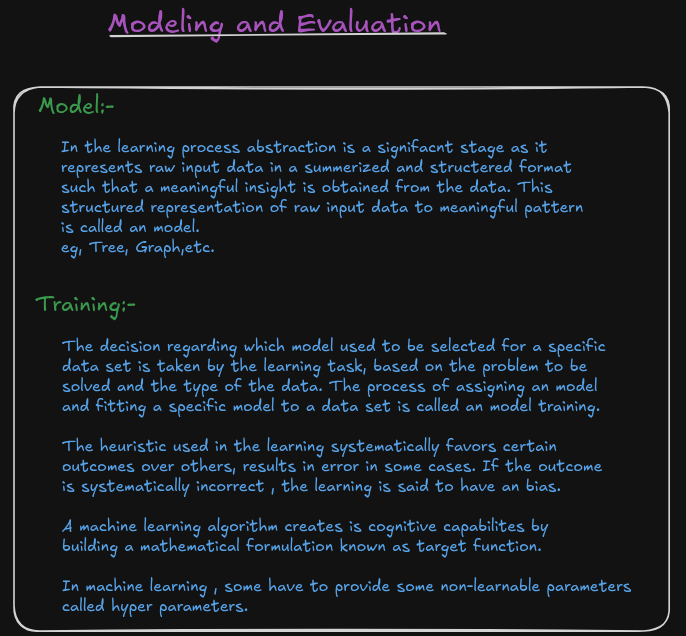 Modeling and Evaluation
Model:-
In the learning process abstraction is a signifacnt stage as it
represents raw input data in a summerized and structered format
such that a meaningful insight is obtained from the data. This
structured representation of raw input data to meaningful pattern
is called an model.
eg, Tree, Graph,etc.
Training:-
The decision regarding which model used to be selected for a specific
data set is taken by the learning task, based on the problem to be
solved and the type of the data. The process of assigning an model
and fitting a specific model to a data set is called an model training.
The heuristic used in the learning systematically favors certain
outcomes over others, results in error in some cases. If the outcome
is systematically incorrect , the learning is said to have an bias.
A machine learning algorithm creates is cognitive capabilites by
building a mathematical formulation known as target function.
In machine learning , some have to provide some non-learnable parameters
called hyper parameters.